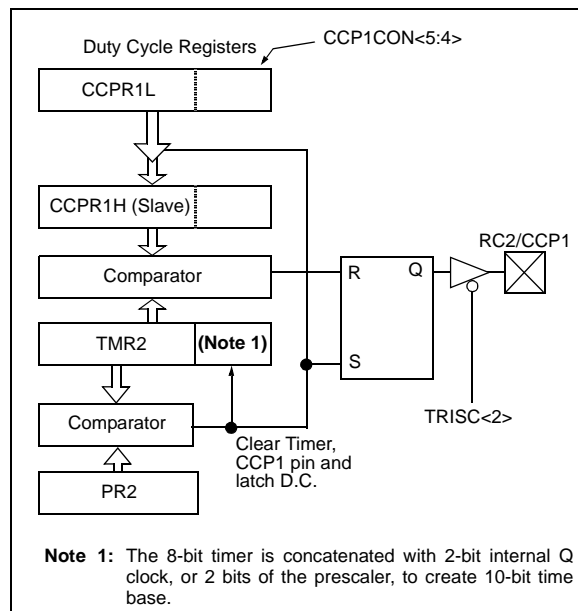 Duty Cycle Registers
CCP1CON<5:4>
CCPR1L
CCPR1H (Slave)
RC2/CCP1
Comparator
R
Q
TMR2
(Note 1)
S
Comparator
TRISC<2>
Clear Timer,
CCP1 pin and
latch D.C.
PR2
Note 1: The 8-bit timer is concatenated with 2-bit internal Q
clock, or 2 bits of the prescaler, to create 10-bit time
base.